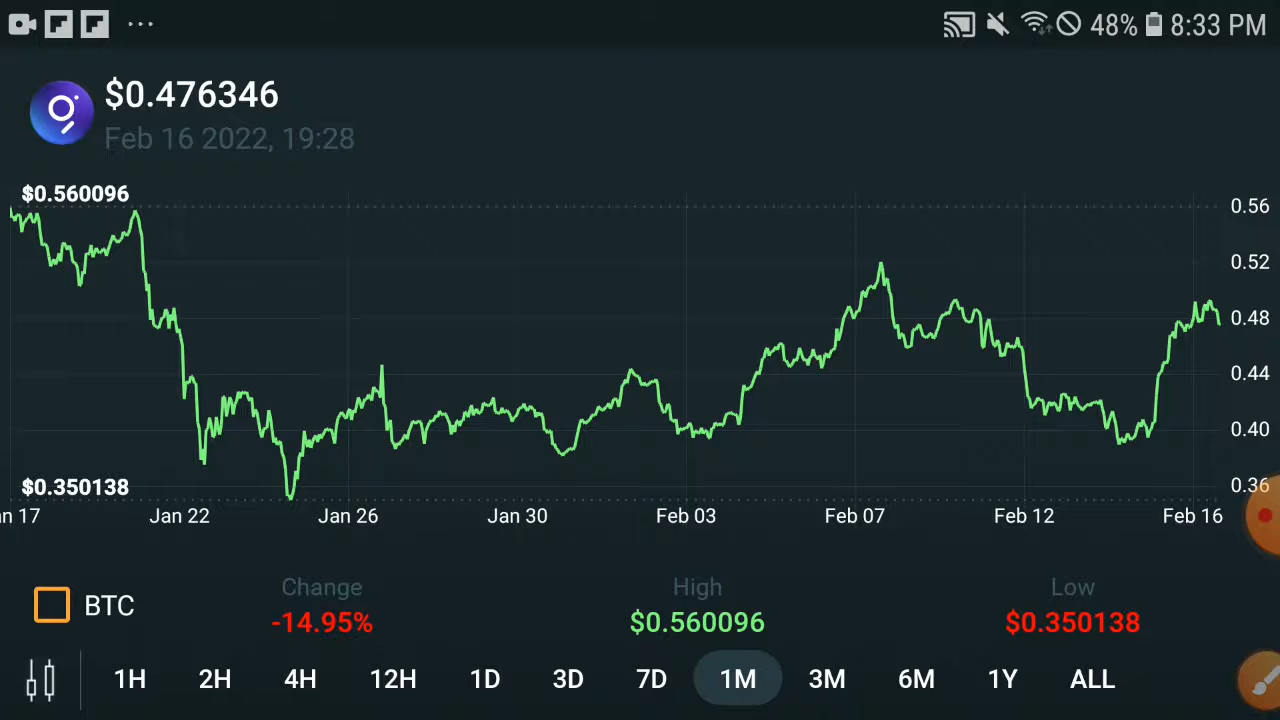 48% 8:33 PM
$0.476346
Feb 16 2022, 19:28
$0.560096
0.56
0.52
0.48
0.44
0.40
$0.350138
0.36
n 17 Jan 22 Jan 26 Jan 30 Feb 03 Feb 07 Feb 12 Feb 16
BTC
Change High Low
-14.95% $0.560096 $0.350138
1H 2H 4H 12H 1D 3D 7D 1M 3M 6M 1Y ALL